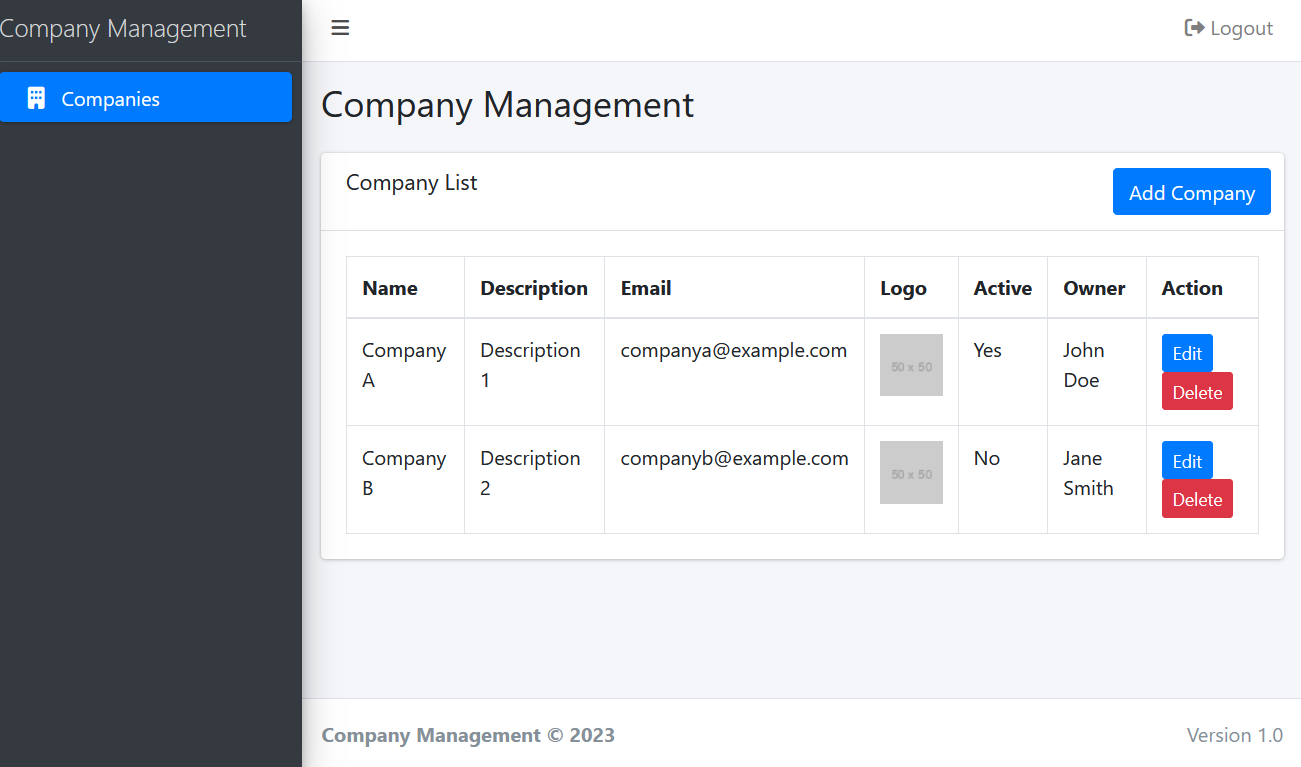 Company Management
Logout
Companies
Company Management
Company List
Add Company
Name Description Email Logo Active Owner Action
Company Description companya@example.com 50 x 50 Yes John Edit
A 1 Doe Delete
Company Description companyb@example.com 50 x 50 No Jane Edit
B 2 Smith Delete
Company Management © 2023
Version 1.0